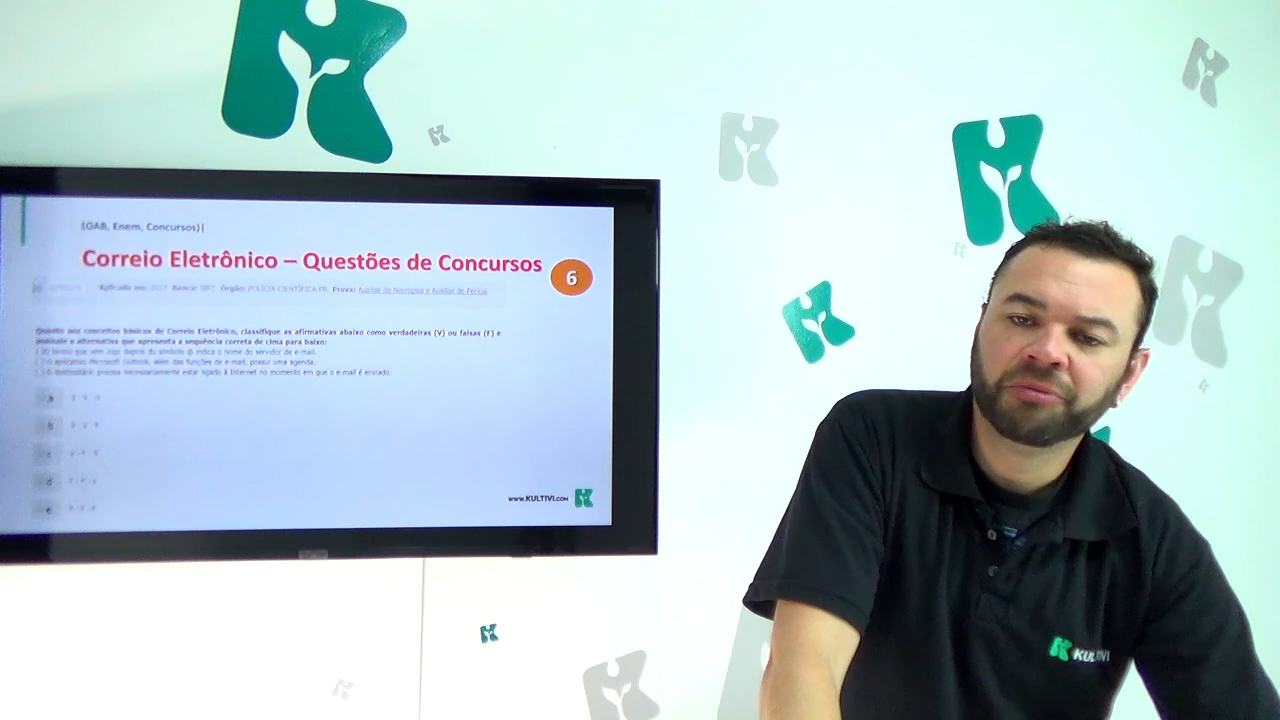 (OAB, Enem, Concursos)|
Correio Eletrônico – Questões de Concursos
6
Aplicada em: 2017 Banca: IBFC Órgão: POLÍCIA CIENTÍFICA-PR Prova: Auxiliar de Necropsia e Auxiliar de Perícia
Quanto aos conceitos básicos de Correio Eletrônico, classifique as afirmativas abaixo como verdadeiras (V) ou falsas (F) e
assinale a alternativa que apresenta a sequência correta de cima para baixo:
( ) O termo que vem logo depois do símbolo @ indica o nome do servidor de e-mail.
( ) O aplicativo Microsoft Outlook, além das funções de e-mail, possui uma agenda.
( ) O destinatário precisa necessariamente estar ligado à Internet no momento em que o e-mail é enviado.
a
b
c
d
e
www.KULTIVI.com
KULTIVI